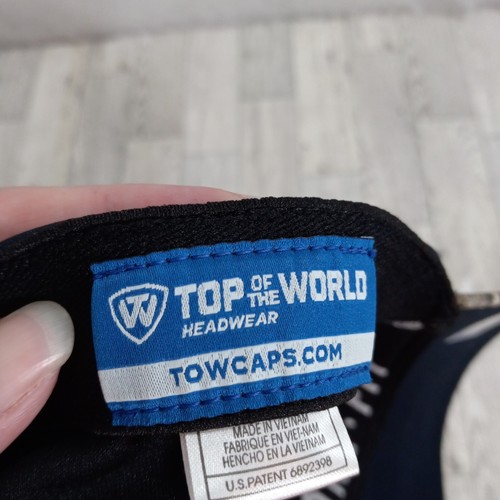 TW TOP OF THE WORLD
HEADWEAR
TOWCAPS.COM
MADE IN VIETNAM
FABRIQUE EN VIET-NAM
HENCHO EN LA VIETNAM
U.S.PATENT 6892398